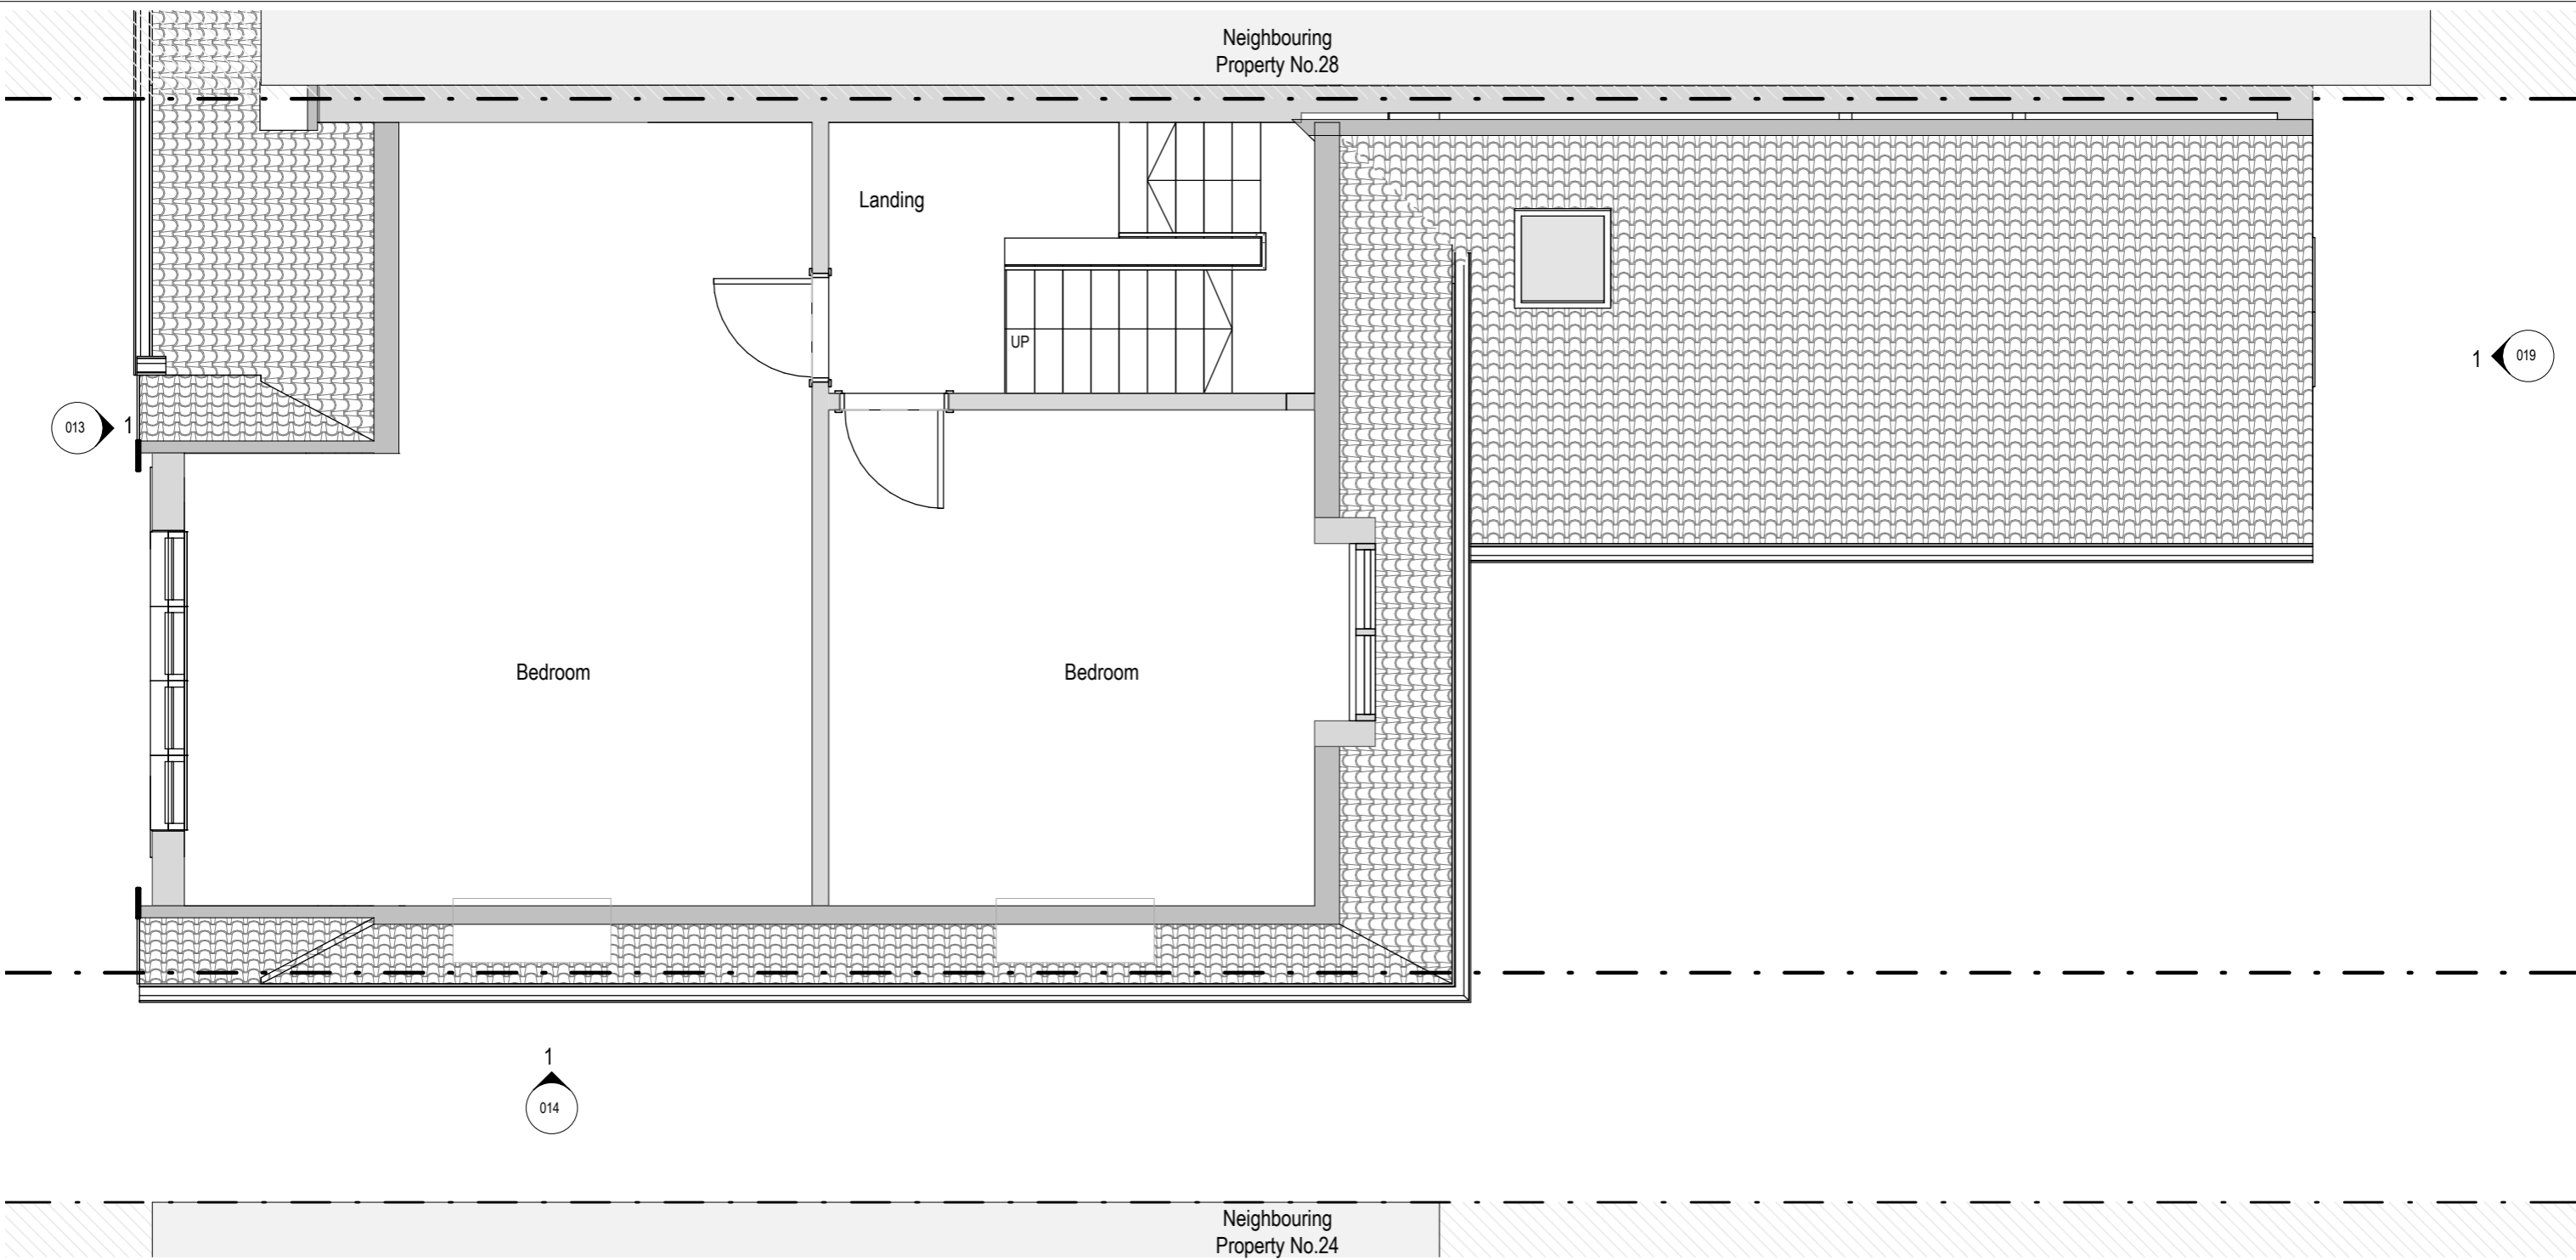 Neighbouring
Property No.28
Landing
UP
1
019
013
1
Bedroom
Bedroom
1
014
Neighbouring
Property No.24